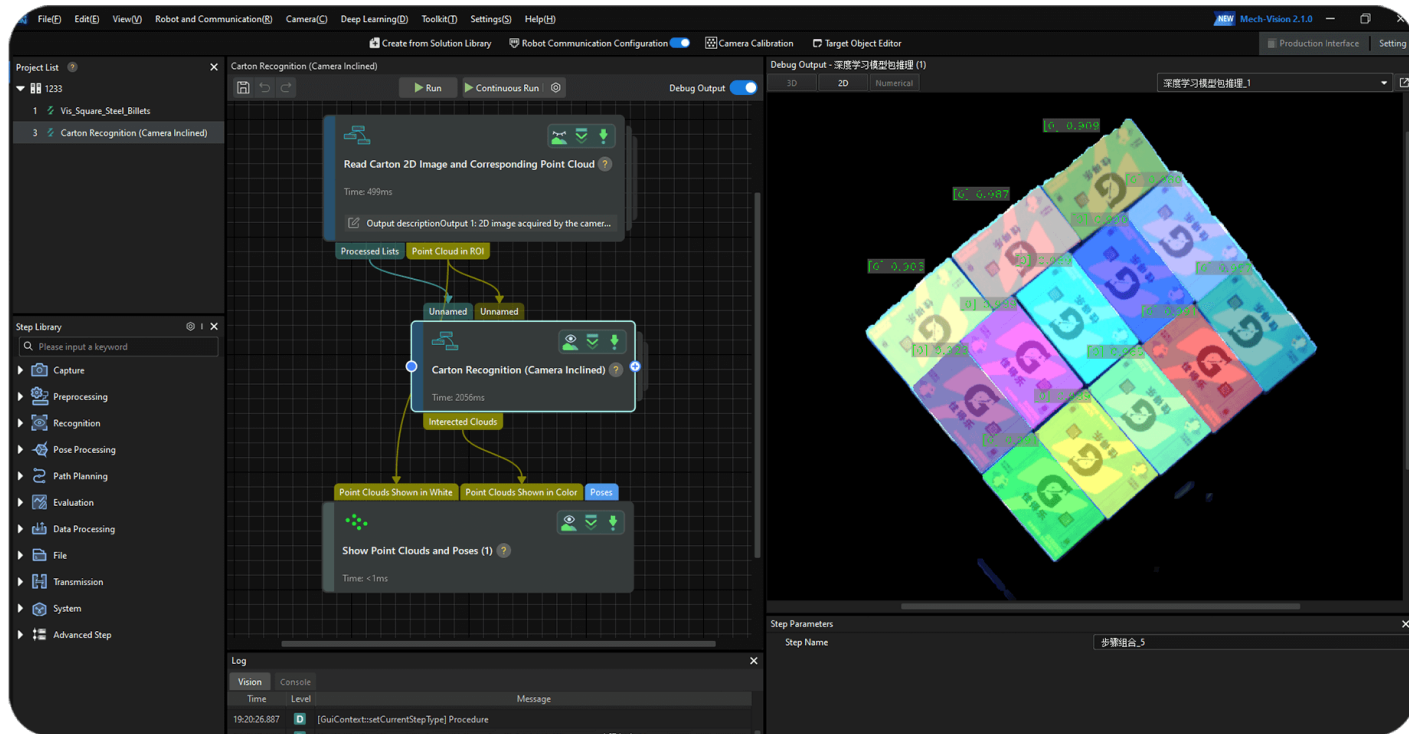 File(F) Edit(E) View(V) Robot and Communication(R) Camera(C) Deep Learning(D) Toolkit(T) Settings(S) Help(H)
NEW Mech-Vision 2.1.0
Create from Solution Library Robot Communication Configuration Camera Calibration Target Object Editor
Production Interface Setting
Project List ?
1233
1 Vis_Square_Steel_Billets
3 Carton Recognition (Camera Inclined)
Step Library
Please input a keyword
Capture
Preprocessing
Recognition
Pose Processing
Path Planning
Evaluation
Data Processing
File
Transmission
System
Advanced Step
Carton Recognition (Camera Inclined)
Run Continuous Run Debug Output
Read Carton 2D Image and Corresponding Point Cloud ?
Time: 499ms
Output descriptionOutput 1: 2D image acquired by the camer...
Processed Lists Point Cloud in ROI
Unnamed Unnamed
Carton Recognition (Camera Inclined) ?
Time: 2056ms
Interected Clouds
Point Clouds Shown in White Point Clouds Shown in Color Poses
Show Point Clouds and Poses (1) ?
Time: <1ms
Log
Vision Console
Time Level Message
19:20:26.887 D [GuiContext::setCurrentStepType] Procedure
Debug Output - 深度学习模型包推理 (1)
3D 2D Numerical
深度学习模型包推理_1
[0] 0.909
[0] 0.987
Step Parameters
Step Name 步骤组合_5